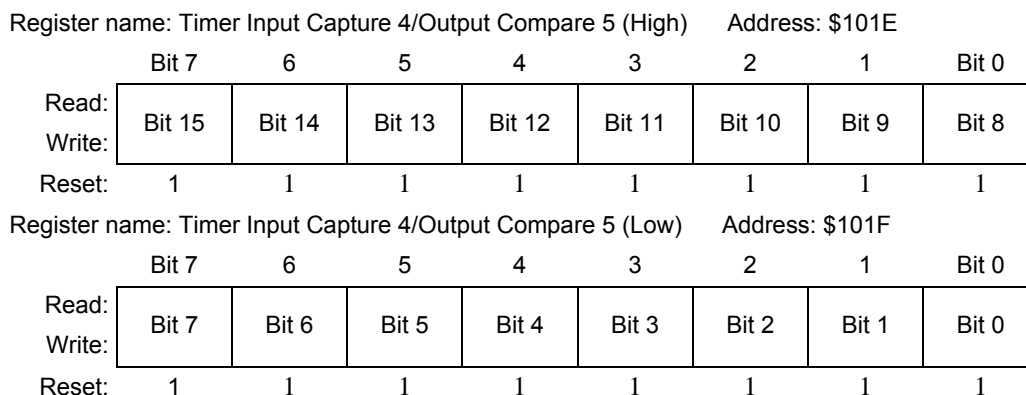 Register name: Timer Input Capture 4/Output Compare 5 (High) Address: $101E
Bit 7 6 5 4 3 2 1 Bit 0
Read:
Write:
Bit 15 Bit 14 Bit 13 Bit 12 Bit 11 Bit 10 Bit 9 Bit 8
Reset: 1 1 1 1 1 1 1 1
Register name: Timer Input Capture 4/Output Compare 5 (Low) Address: $101F
Bit 7 6 5 4 3 2 1 Bit 0
Read:
Write:
Bit 7 Bit 6 Bit 5 Bit 4 Bit 3 Bit 2 Bit 1 Bit 0
Reset: 1 1 1 1 1 1 1 1